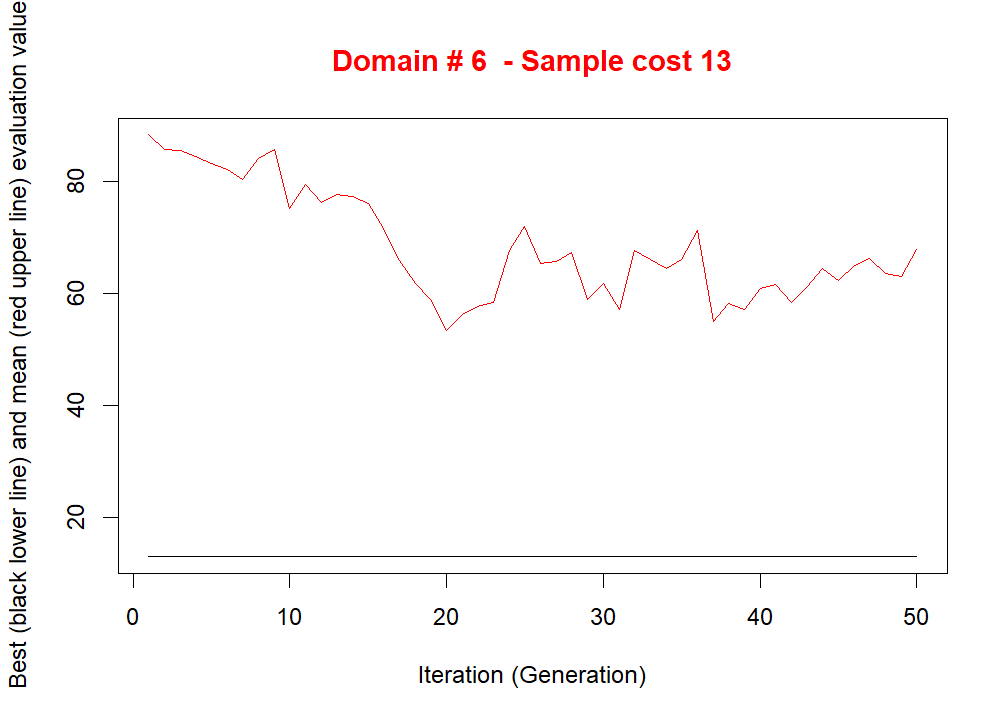 Domain # 6  - Sample cost 13
Best (black lower line) and mean (red upper line) evaluation value
80
60
40
20
0 10 20 30 40 50
Iteration (Generation)